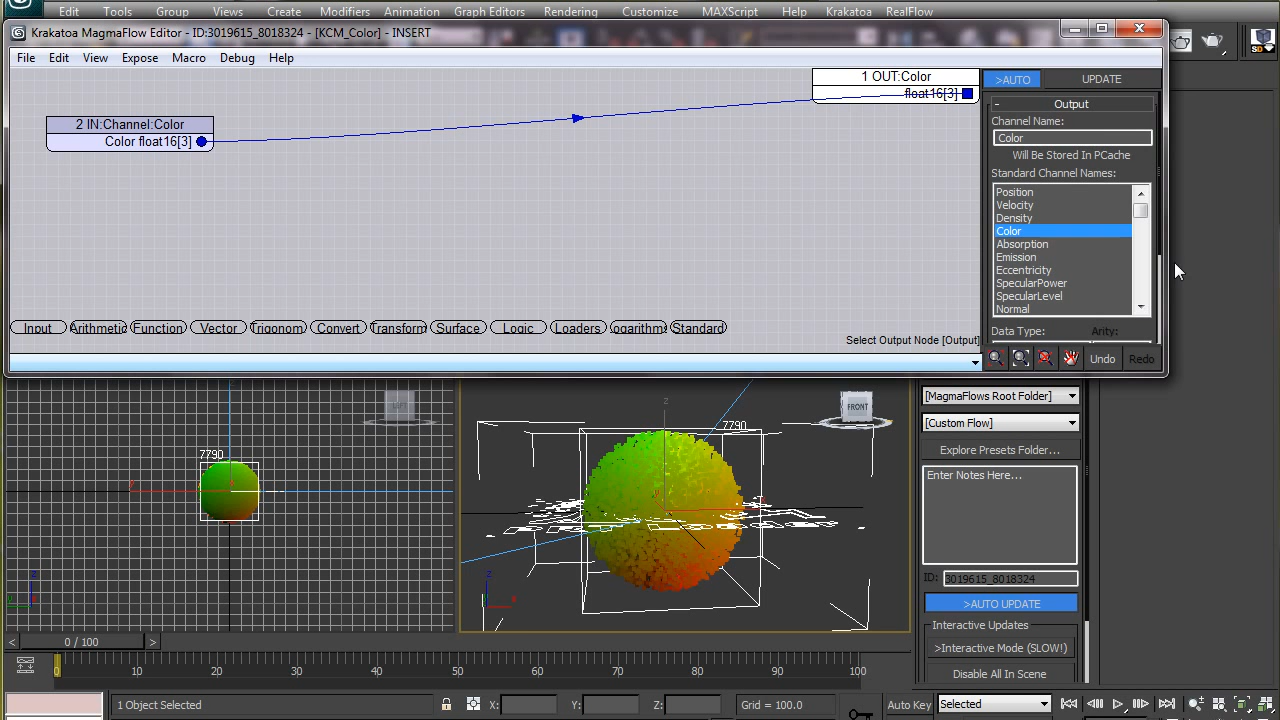 Edit Tools Group Views Create Modifiers Animation Graph Editors Rendering Customize MAXScript Help Krakatoa RealFlow
Krakatoa MagmaFlow Editor - ID:3019615_8018324 - [KCM_Color] - INSERT
File Edit View Expose Macro Debug Help
1 OUT:Color
float16[3]
2 IN:Channel:Color
Color float16[3]
>AUTO UPDATE
- Output
Channel Name:
Color
Will Be Stored In PCache
Standard Channel Names:
Position
Velocity
Density
Color
Absorption
Emission
Eccentricity
SpecularPower
SpecularLevel
Normal
Data Type: Arity:
Input Arithmetic Function Vector Trigonom Convert Transform Surface Logic Loaders ogarithm Standard
Select Output Node [Output]
Undo Redo
LEFT
7790
FRONT
7790
[MagmaFlows Root Folder]
[Custom Flow]
Explore Presets Folder...
Enter Notes Here...
ID: 3019615_8018324
>AUTO UPDATE
Interactive Updates
>Interactive Mode (SLOW!)
Disable All In Scene
< 0 / 100 >
0 10 20 30 40 50 60 70 80 90 100
1 Object Selected X: Y: Z: Grid = 100.0 Auto Key Selected